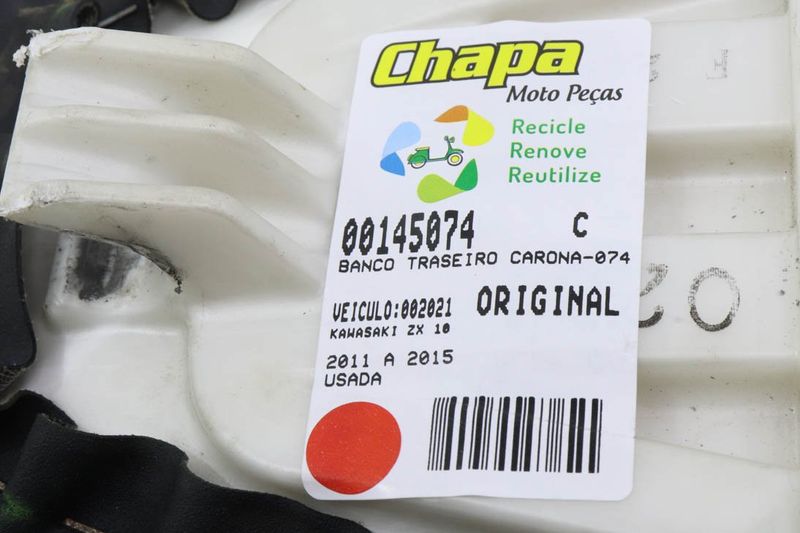 Chapa
Moto Peças
Recicle
Renove
Reutilize
00145074 C
BANCO TRASEIRO CARONA-074
VEICULO:002021 ORIGINAL
KAWASAKI ZX 10
2011 A 2015
USADA